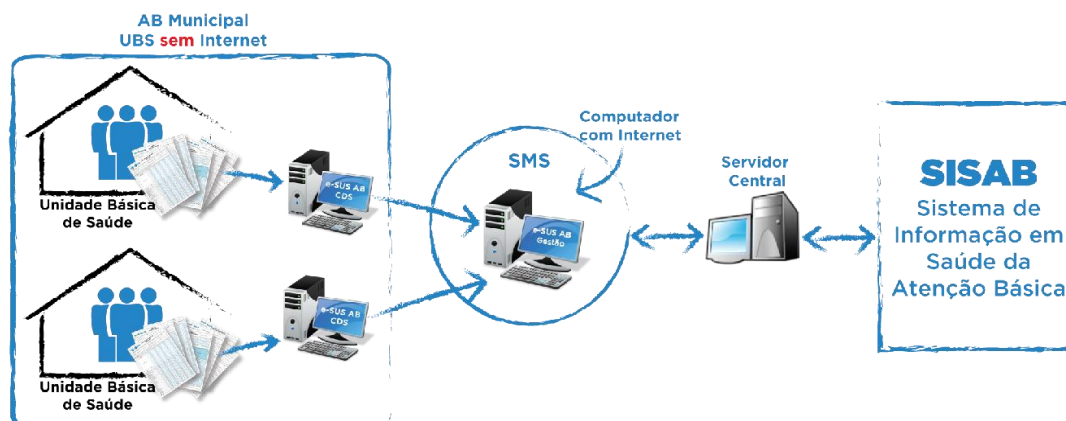 AB Municipal
UBS sem Internet
Unidade Básica
de Saúde
e-SUS AB
CDS
Unidade Básica
de Saúde
e-SUS AB
CDS
SMS
e-SUS AB
Gestão
Computador
com Internet
Servidor
Central
SISAB
Sistema de
Informação em
Saúde da
Atenção Básica